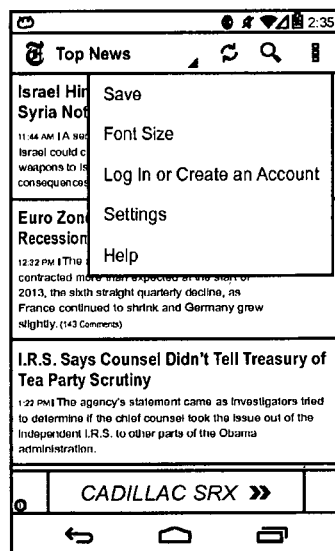 2:35
Top News
Israel Hin
Syria Not
11:44 AM | A se
Israel could c
weapons to Is
consequences
Save
Font Size
Log In or Create an Account
Settings
Help
Euro Zon
Recession
12:32 PM | The
contracted more than expected at the start of
2013, the sixth straight quarterly decline, as
France continued to shrink and Germany grew
slightly. (143 Comments)
I.R.S. Says Counsel Didn't Tell Treasury of
Tea Party Scrutiny
1:22 PM | The agency's statement came as investigators tried
to determine if the chief counsel took the issue out of the
independent I.R.S. to other parts of the Obama
administration.
CADILLAC SRX »